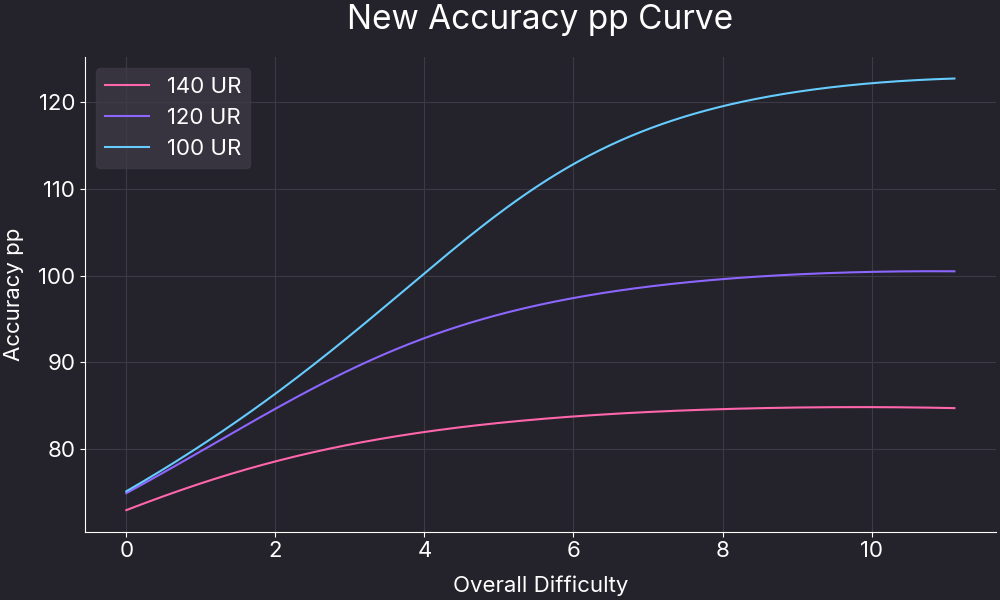 New Accuracy pp Curve
140 UR
120 UR
100 UR
120
110
100
90
80
Accuracy pp
0 2 4 6 8 10
Overall Difficulty